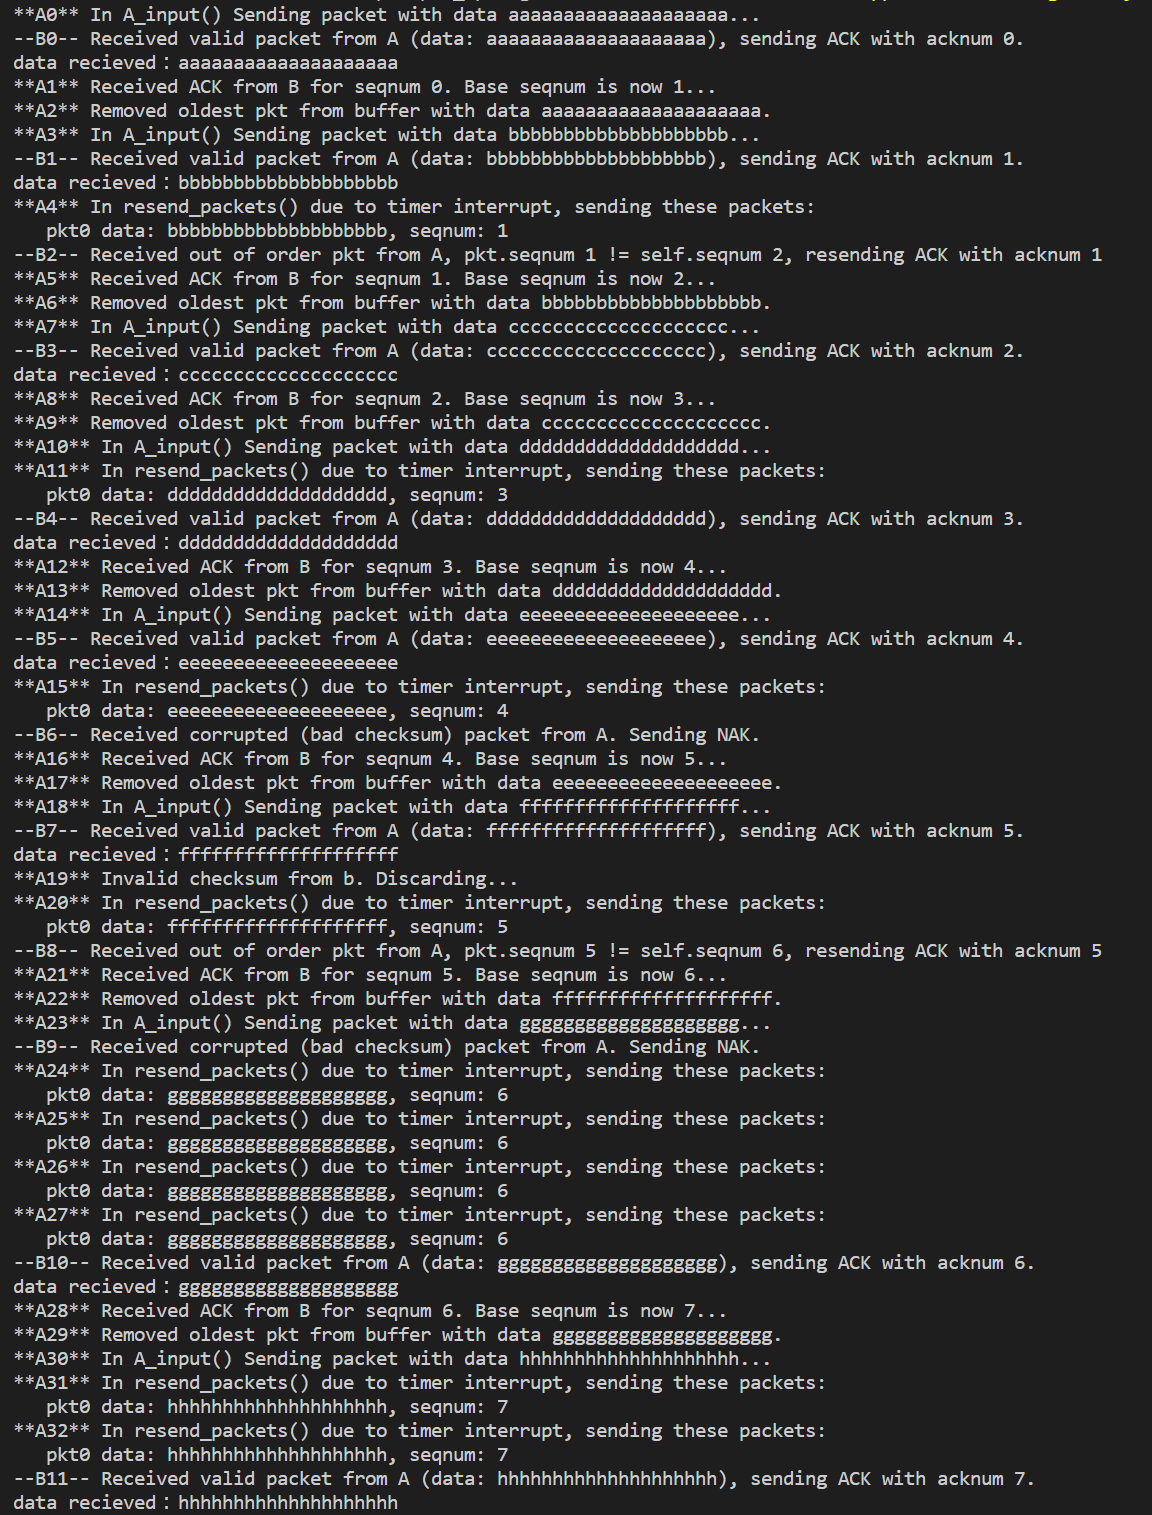 **A0** In A_input() Sending packet with data aaaaaaaaaaaaaaaaaaaa...
--B0-- Received valid packet from A (data: aaaaaaaaaaaaaaaaaaaa), sending ACK with acknum 0.
data recieved：aaaaaaaaaaaaaaaaaaaa
**A1** Received ACK from B for seqnum 0. Base seqnum is now 1...
**A2** Removed oldest pkt from buffer with data aaaaaaaaaaaaaaaaaaaa.
**A3** In A_input() Sending packet with data bbbbbbbbbbbbbbbbbbbb...
--B1-- Received valid packet from A (data: bbbbbbbbbbbbbbbbbbbb), sending ACK with acknum 1.
data recieved：bbbbbbbbbbbbbbbbbbbb
**A4** In resend_packets() due to timer interrupt, sending these packets:
   pkt0 data: bbbbbbbbbbbbbbbbbbbb, seqnum: 1
--B2-- Received out of order pkt from A, pkt.seqnum 1 != self.seqnum 2, resending ACK with acknum 1
**A5** Received ACK from B for seqnum 1. Base seqnum is now 2...
**A6** Removed oldest pkt from buffer with data bbbbbbbbbbbbbbbbbbbb.
**A7** In A_input() Sending packet with data cccccccccccccccccccc...
--B3-- Received valid packet from A (data: cccccccccccccccccccc), sending ACK with acknum 2.
data recieved：cccccccccccccccccccc
**A8** Received ACK from B for seqnum 2. Base seqnum is now 3...
**A9** Removed oldest pkt from buffer with data cccccccccccccccccccc.
**A10** In A_input() Sending packet with data dddddddddddddddddddd...
**A11** In resend_packets() due to timer interrupt, sending these packets:
   pkt0 data: dddddddddddddddddddd, seqnum: 3
--B4-- Received valid packet from A (data: dddddddddddddddddddd), sending ACK with acknum 3.
data recieved：dddddddddddddddddddd
**A12** Received ACK from B for seqnum 3. Base seqnum is now 4...
**A13** Removed oldest pkt from buffer with data dddddddddddddddddddd.
**A14** In A_input() Sending packet with data eeeeeeeeeeeeeeeeeeee...
--B5-- Received valid packet from A (data: eeeeeeeeeeeeeeeeeeee), sending ACK with acknum 4.
data recieved：eeeeeeeeeeeeeeeeeeee
**A15** In resend_packets() due to timer interrupt, sending these packets:
   pkt0 data: eeeeeeeeeeeeeeeeeeee, seqnum: 4
--B6-- Received corrupted (bad checksum) packet from A. Sending NAK.
**A16** Received ACK from B for seqnum 4. Base seqnum is now 5...
**A17** Removed oldest pkt from buffer with data eeeeeeeeeeeeeeeeeeee.
**A18** In A_input() Sending packet with data ffffffffffffffffffff...
--B7-- Received valid packet from A (data: ffffffffffffffffffff), sending ACK with acknum 5.
data recieved：ffffffffffffffffffff
**A19** Invalid checksum from b. Discarding...
**A20** In resend_packets() due to timer interrupt, sending these packets:
   pkt0 data: ffffffffffffffffffff, seqnum: 5
--B8-- Received out of order pkt from A, pkt.seqnum 5 != self.seqnum 6, resending ACK with acknum 5
**A21** Received ACK from B for seqnum 5. Base seqnum is now 6...
**A22** Removed oldest pkt from buffer with data ffffffffffffffffffff.
**A23** In A_input() Sending packet with data gggggggggggggggggggg...
--B9-- Received corrupted (bad checksum) packet from A. Sending NAK.
**A24** In resend_packets() due to timer interrupt, sending these packets:
   pkt0 data: gggggggggggggggggggg, seqnum: 6
**A25** In resend_packets() due to timer interrupt, sending these packets:
   pkt0 data: gggggggggggggggggggg, seqnum: 6
**A26** In resend_packets() due to timer interrupt, sending these packets:
   pkt0 data: gggggggggggggggggggg, seqnum: 6
**A27** In resend_packets() due to timer interrupt, sending these packets:
   pkt0 data: gggggggggggggggggggg, seqnum: 6
--B10-- Received valid packet from A (data: gggggggggggggggggggg), sending ACK with acknum 6.
data recieved：gggggggggggggggggggg
**A28** Received ACK from B for seqnum 6. Base seqnum is now 7...
**A29** Removed oldest pkt from buffer with data gggggggggggggggggggg.
**A30** In A_input() Sending packet with data hhhhhhhhhhhhhhhhhhhh...
**A31** In resend_packets() due to timer interrupt, sending these packets:
   pkt0 data: hhhhhhhhhhhhhhhhhhhh, seqnum: 7
**A32** In resend_packets() due to timer interrupt, sending these packets:
   pkt0 data: hhhhhhhhhhhhhhhhhhhh, seqnum: 7
--B11-- Received valid packet from A (data: hhhhhhhhhhhhhhhhhhhh), sending ACK with acknum 7.
data recieved：hhhhhhhhhhhhhhhhhhhh